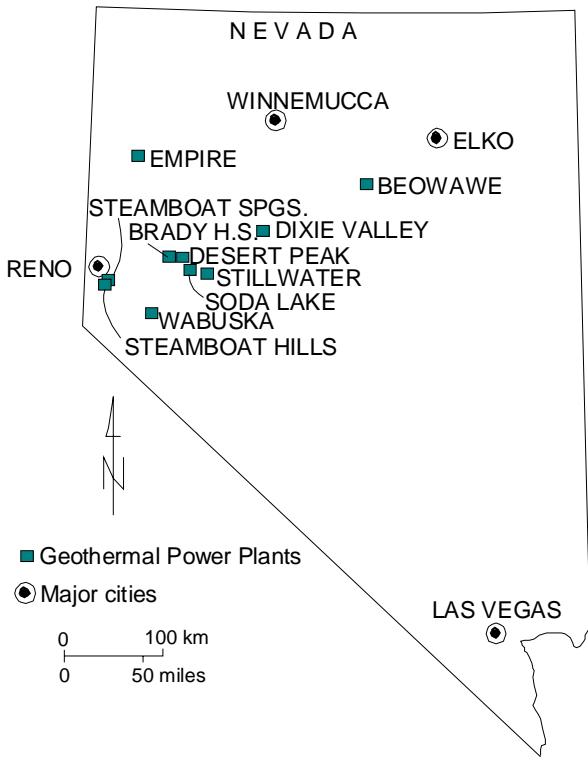 NEVADA
WINNEMUCCA
ELKO
EMPIRE
BEOWAWE
STEAMBOAT SPGS.
BRADY H.S.
DIXIE VALLEY
RENO
DESERT PEAK
STILLWATER
SODA LAKE
WABUSKA
STEAMBOAT HILLS
N
Geothermal Power Plants
Major cities
LAS VEGAS
0 100 km
0 50 miles